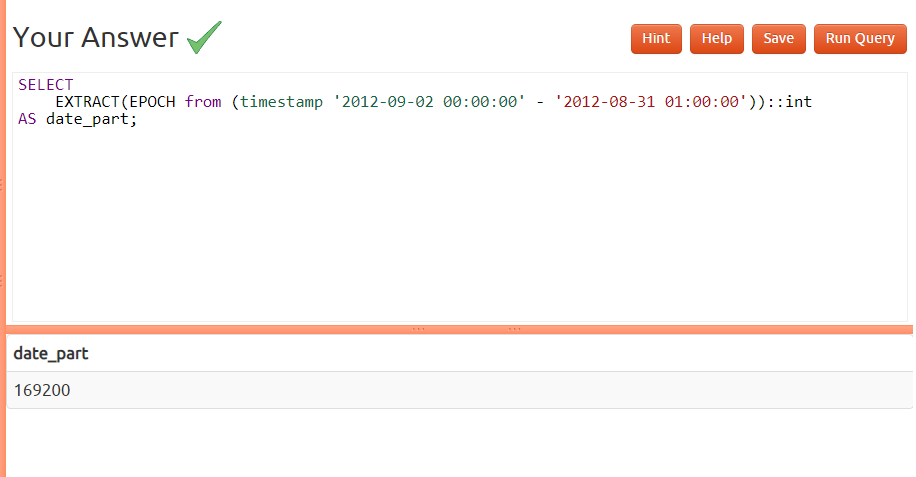 Your Answer
Hint Help Save Run Query
SELECT
EXTRACT(EPOCH from (timestamp '2012-09-02 00:00:00' - '2012-08-31 01:00:00'))::int
AS date_part;
date_part
169200